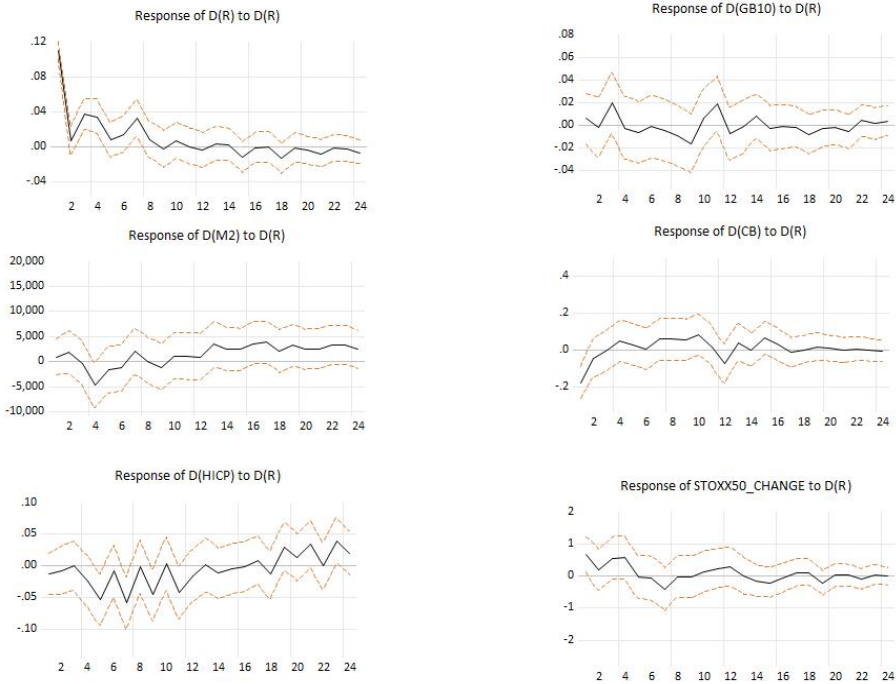 Response of D(R) to D(R)
.12
.08
.04
.00
-.04
2 4 6 8 10 12 14 16 18 20 22 24
Response of D(GB10) to D(R)
.08
.06
.04
.02
.00
-.02
.04
2 4 6 8 10 12 14 16 18 20 22 24
Response of D(M2) to D(R)
20,000
15,000
10,000
5,000
0
-5,000
-10,000
2 4 6 8 10 12 14 16 18 20 22 24
Response of D(CB) to D(R)
.4
.2
.0
-.2
2 4 6 8 10 12 14 16 18 20 22 24
Response of D(HICP) to D(R)
.10
.05
.00
-.05
-.10
2 4 6 8 10 12 14 16 18 20 22 24
Response of STOXX50_CHANGE to D(R)
2
1
0
-1
-2
2 4 6 8 10 12 14 16 18 20 22 24